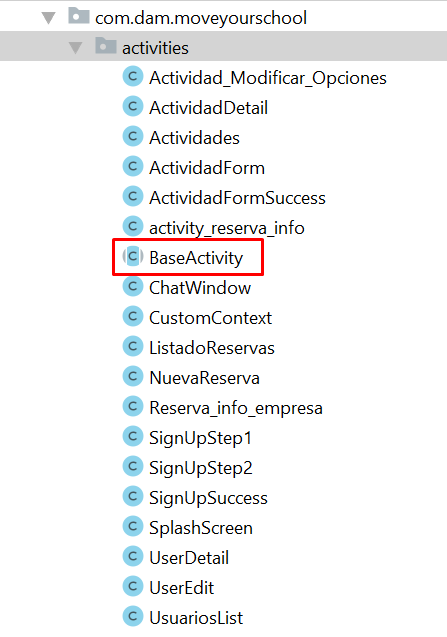 com.dam.moveyourschool
activities
C Actividad_Modificar_Opciones
C ActividadDetail
C Actividades
C ActividadForm
C ActividadFormSuccess
C activity_reserva_info
C BaseActivity
C ChatWindow
C CustomContext
C ListadoReservas
C NuevaReserva
C Reserva_info_empresa
C SignUpStep1
C SignUpStep2
C SignUpSuccess
C SplashScreen
C UserDetail
C UserEdit
C UsuariosList